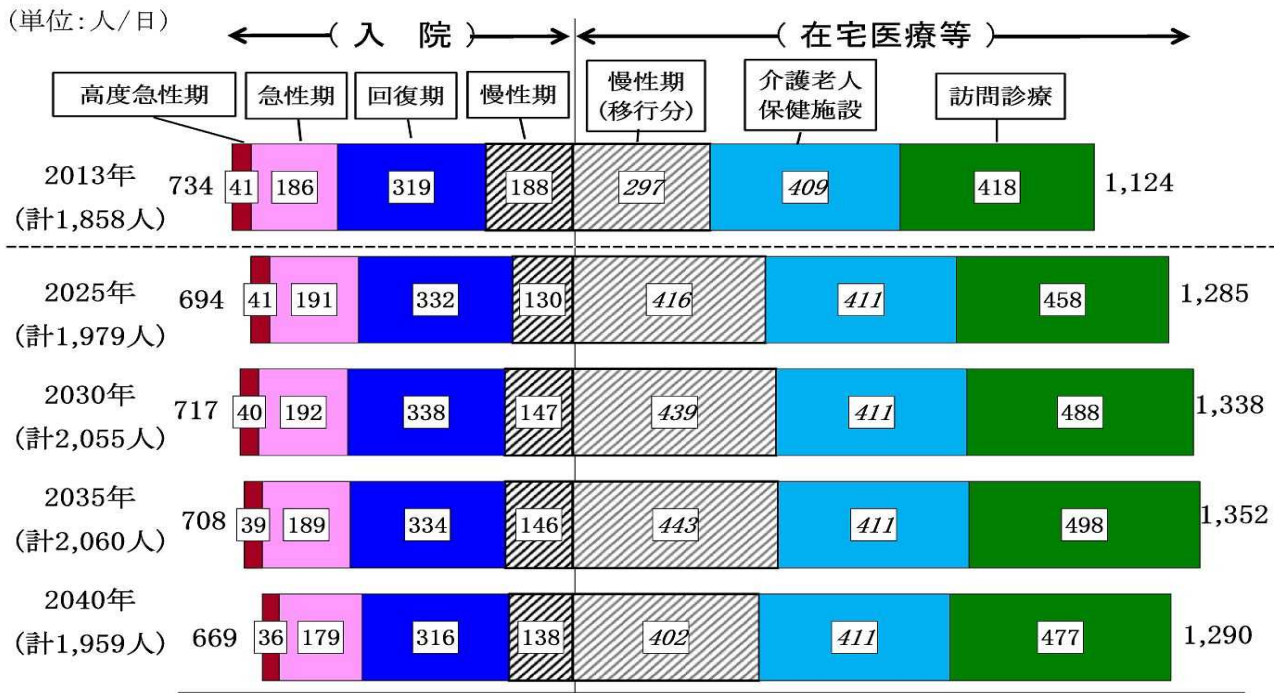 (単位:人/日)
(入 院)
(在宅医療等)
高度急性期
急性期
回復期
慢性期
慢性期
(移行分)
介護老人
保健施設
訪問診療
2013年
(計1,858人)
734
41
186
319
188
297
409
418
1,124
2025年
(計1,979人)
694
41
191
332
130
416
411
458
1,285
2030年
(計2,055人)
717
40
192
338
147
439
411
488
1,338
2035年
(計2,060人)
708
39
189
334
146
443
411
498
1,352
2040年
(計1,959人)
669
36
179
316
138
402
411
477
1,290